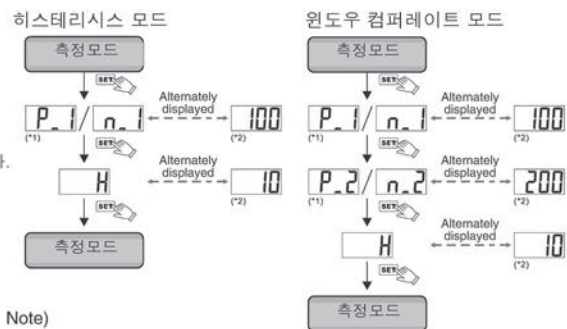 히스테리시스 모드
측정모드
SET
P_1 / n_1
(*1)
Alternately
displayed
100
(*2)
SET
H
Alternately
displayed
10
(*2)
SET
측정모드
가.
윈도우 컴퍼레이트 모드
측정모드
SET
P_1 / n_1
(*1)
Alternately
displayed
100
(*2)
SET
P_2 / n_2
(*1)
Alternately
displayed
200
(*2)
SET
H
Alternately
displayed
10
(*2)
SET
측정모드
Note)